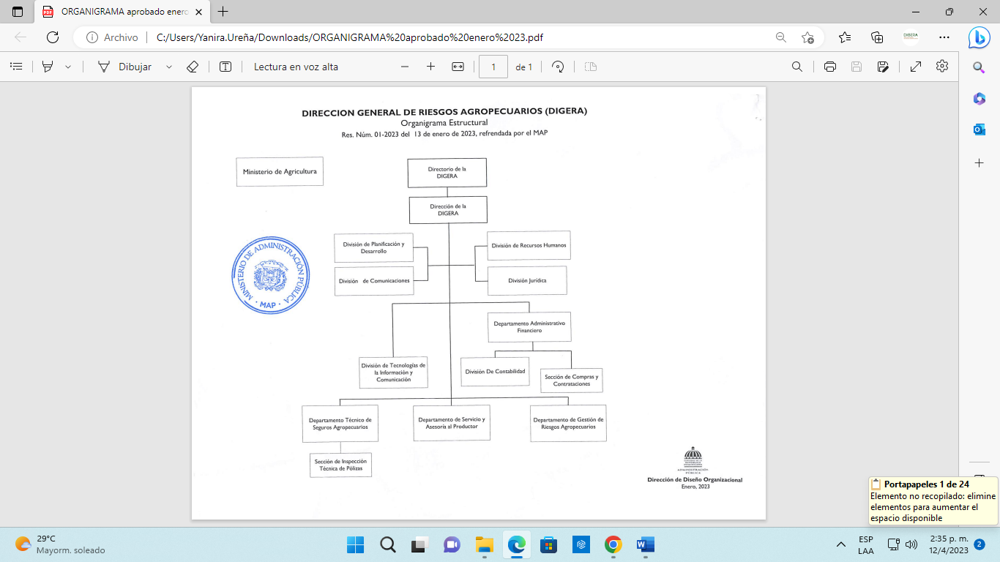 ORGANIGRAMA aprobado enero
Archivo
C:/Users/Yanira.Ureña/Downloads/ORGANIGRAMA%20aprobado%20enero%2023.pdf
Dibujar
Lectura en voz alta
1
de 1
DIRECCION GENERAL DE RIESGOS AGROPECUARIOS (DIGERA)
Organigrama Estructural
Res. Núm. 01-2023 del 13 de enero de 2023, refrendada por el MAP
Ministerio de Agricultura
Directorio de la
DIGERA
Dirección de la
DIGERA
División de Planificación y
Desarrollo
División de Recursos Humanos
División de Comunicaciones
División Jurídica
MINISTERIO DE ADMINISTRACIÓN PÚBLICA
· MAP ·
Departamento Administrativo
Financiero
División de Tecnologías de
la Información y
Comunicación
División De Contabilidad
Sección de Compras y
Contrataciones
Departamento Técnico de
Seguros Agropecuarios
Departamento de Servicio y
Asesoría al Productor
Departamento de Gestión de
Riesgos Agropecuarios
Sección de Inspección
Técnica de Pólizas
ADMINISTRACIÓN
PÚBLICA
Dirección de Diseño Organizacional
Enero, 2023
Portapapeles 1 de 24
Elemento no recopilado: elimine
elementos para aumentar el
espacio disponible
29°C
Mayorm. soleado
ESP
LAA
2:35 p. m.
12/4/2023
2